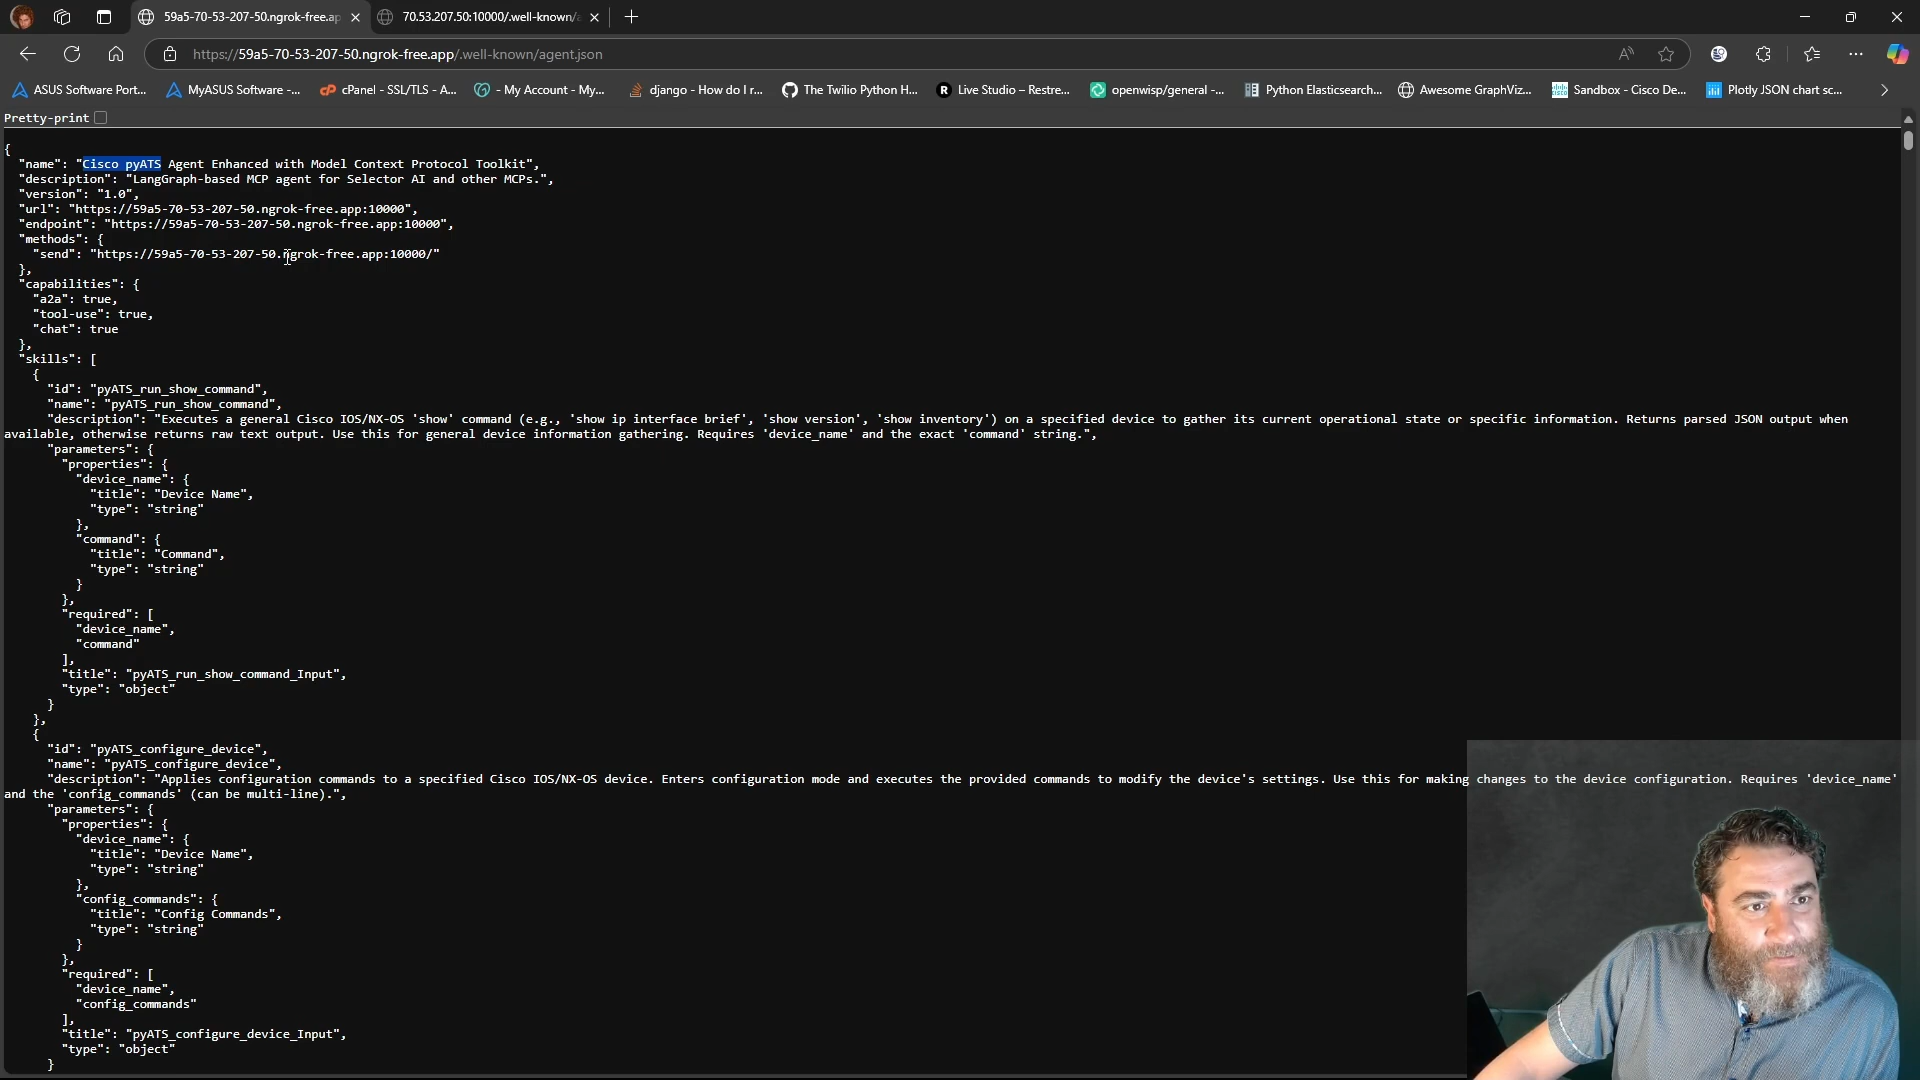 59a5-70-53-207-50.ngrok-free.ap
70.53.207.50:10000/.well-known/a
https://59a5-70-53-207-50.ngrok-free.app/.well-known/agent.json
ASUS Software Port...
MyASUS Software -...
cPanel - SSL/TLS - A...
- My Account - My...
django - How do I r...
The Twilio Python H...
Live Studio – Restre...
openwisp/general -...
Python Elasticsearch...
Awesome GraphViz...
Sandbox - Cisco De...
Plotly JSON chart sc...
Pretty-print
{
  "name": "Cisco pyATS Agent Enhanced with Model Context Protocol Toolkit",
  "description": "LangGraph-based MCP agent for Selector AI and other MCPs.",
  "version": "1.0",
  "url": "https://59a5-70-53-207-50.ngrok-free.app:10000",
  "endpoint": "https://59a5-70-53-207-50.ngrok-free.app:10000",
  "methods": {
    "send": "https://59a5-70-53-207-50.ngrok-free.app:10000/"
  },
  "capabilities": {
    "a2a": true,
    "tool-use": true,
    "chat": true
  },
  "skills": [
    {
      "id": "pyATS_run_show_command",
      "name": "pyATS_run_show_command",
      "description": "Executes a general Cisco IOS/NX-OS 'show' command (e.g., 'show ip interface brief', 'show version', 'show inventory') on a specified device to gather its current operational state or specific information. Returns parsed JSON output when
available, otherwise returns raw text output. Use this for general device information gathering. Requires 'device_name' and the exact 'command' string.",
      "parameters": {
        "properties": {
          "device_name": {
            "title": "Device Name",
            "type": "string"
          },
          "command": {
            "title": "Command",
            "type": "string"
          }
        },
        "required": [
          "device_name",
          "command"
        ],
        "title": "pyATS_run_show_command_Input",
        "type": "object"
      }
    },
    {
      "id": "pyATS_configure_device",
      "name": "pyATS_configure_device",
      "description": "Applies configuration commands to a specified Cisco IOS/NX-OS device. Enters configuration mode and executes the provided commands to modify the device's settings. Use this for making changes to the device configuration. Requires 'device_name'
and the 'config_commands' (can be multi-line).",
      "parameters": {
        "properties": {
          "device_name": {
            "title": "Device Name",
            "type": "string"
          },
          "config_commands": {
            "title": "Config Commands",
            "type": "string"
          }
        },
        "required": [
          "device_name",
          "config_commands"
        ],
        "title": "pyATS_configure_device_Input",
        "type": "object"
      }